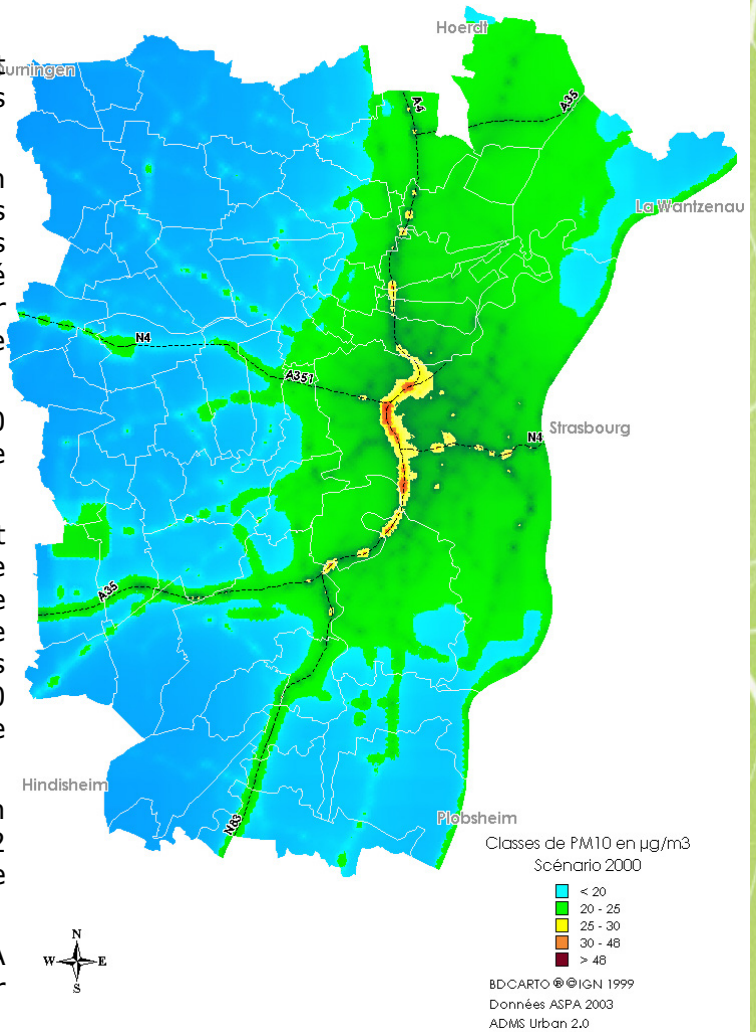 Hoerdt
A4
A35
La Wantzenau
N4
A351
Strasbourg
N4
A35
Hindisheim
N83
Plobsheim
Classes de PM10 en µg/m3
Scénario 2000
< 20
20 - 25
25 - 30
30 - 48
> 48
N
W E
S
BDCARTO ® © IGN 1999
Données ASPA 2003
ADMS Urban 2.0